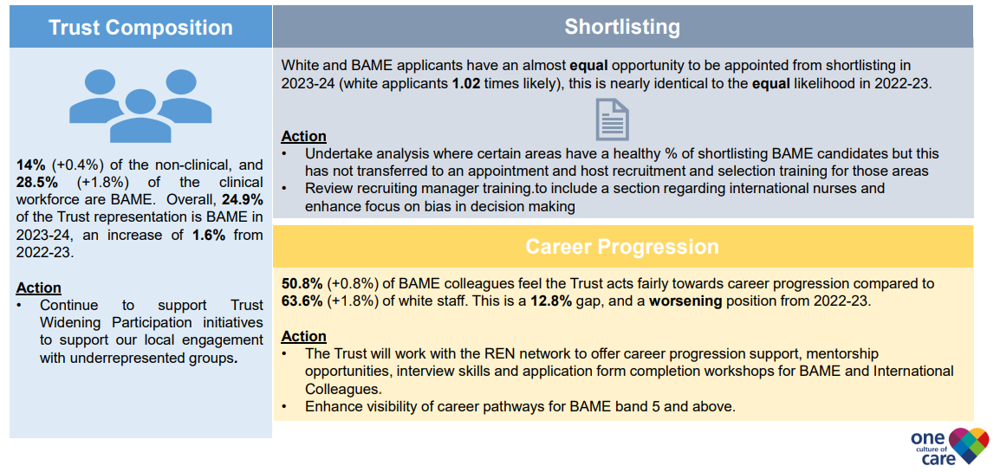 Trust Composition
14% (+0.4%) of the non-clinical, and
28.5% (+1.8%) of the clinical
workforce are BAME. Overall, 24.9%
of the Trust representation is BAME in
2023-24, an increase of 1.6% from
2022-23.
Action
• Continue to support Trust
Widening Participation initiatives
to support our local engagement
with underrepresented groups.
Shortlisting
White and BAME applicants have an almost equal opportunity to be appointed from shortlisting in
2023-24 (white applicants 1.02 times likely), this is nearly identical to the equal likelihood in 2022-23.
Action
• Undertake analysis where certain areas have a healthy % of shortlisting BAME candidates but this
has not transferred to an appointment and host recruitment and selection training for those areas
• Review recruiting manager training.to include a section regarding international nurses and
enhance focus on bias in decision making
Career Progression
50.8% (+0.8%) of BAME colleagues feel the Trust acts fairly towards career progression compared to
63.6% (+1.8%) of white staff. This is a 12.8% gap, and a worsening position from 2022-23.
Action
• The Trust will work with the REN network to offer career progression support, mentorship
opportunities, interview skills and application form completion workshops for BAME and International
Colleagues.
• Enhance visibility of career pathways for BAME band 5 and above.
one
culture of
care